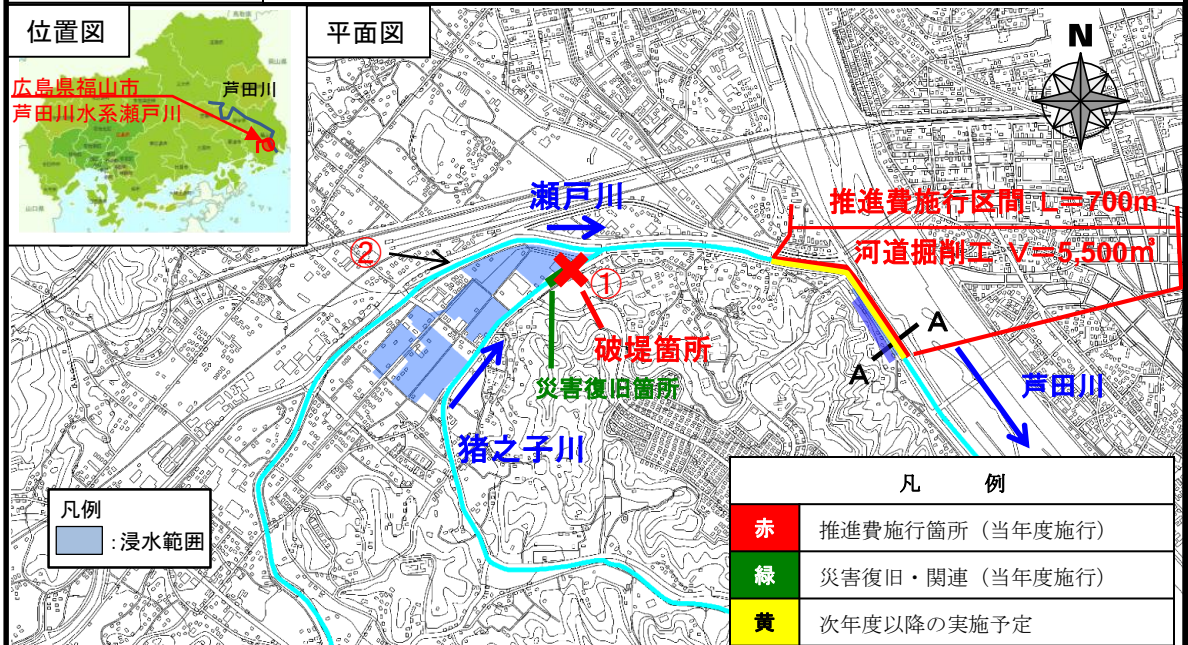 位置図
平面図
広島県福山市
芦田川水系瀬戸川
芦田川
N
瀬戸川
推進費施行区間 L=700m
河道掘削工 V=5,500m³
②
①
破堤箇所
災害復旧箇所
猪之子川
A
A
芦田川
凡例
:浸水範囲
凡 例
赤 推進費施行箇所（当年度施行）
緑 災害復旧・関連（当年度施行）
黄 次年度以降の実施予定